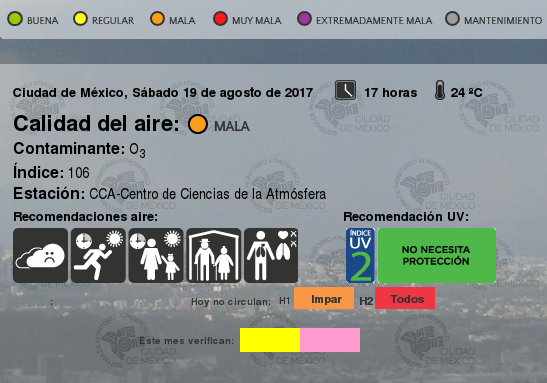 BUENA REGULAR MALA MUY MALA EXTREMADAMENTE MALA MANTENIMIENTO
Ciudad de México, Sábado 19 de agosto de 2017 17 horas 24 ºC
Calidad del aire: MALA
Contaminante: O3
Índice: 106
Estación: CCA-Centro de Ciencias de la Atmósfera
Recomendaciones aire: Recomendación UV:
ÍNDICE
UV
2
NO NECESITA
PROTECCIÓN
: Hoy no circulan: H1 Impar H2 Todos
Este mes verifican:
CIUDAD
DE MÉXICO